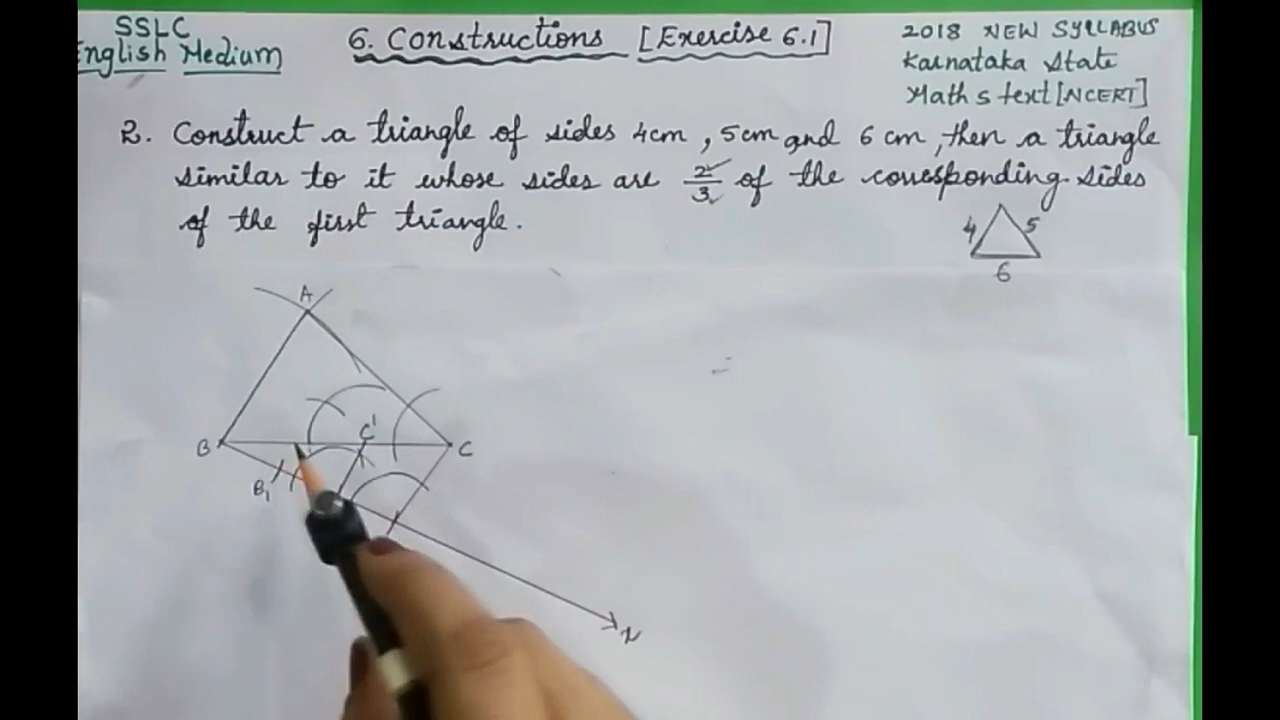 SSLC
English Medium
6. Constructions [Exercise 6.1]
2018 NEW SYLLABUS
Karnataka State
Maths text [NCERT]
2. Construct a triangle of sides 4cm, 5cm and 6 cm, then a triangle
similar to it whose sides are 2/3 of the corresponding sides
of the first triangle.
4 5
6
A
B C' C
B1
X